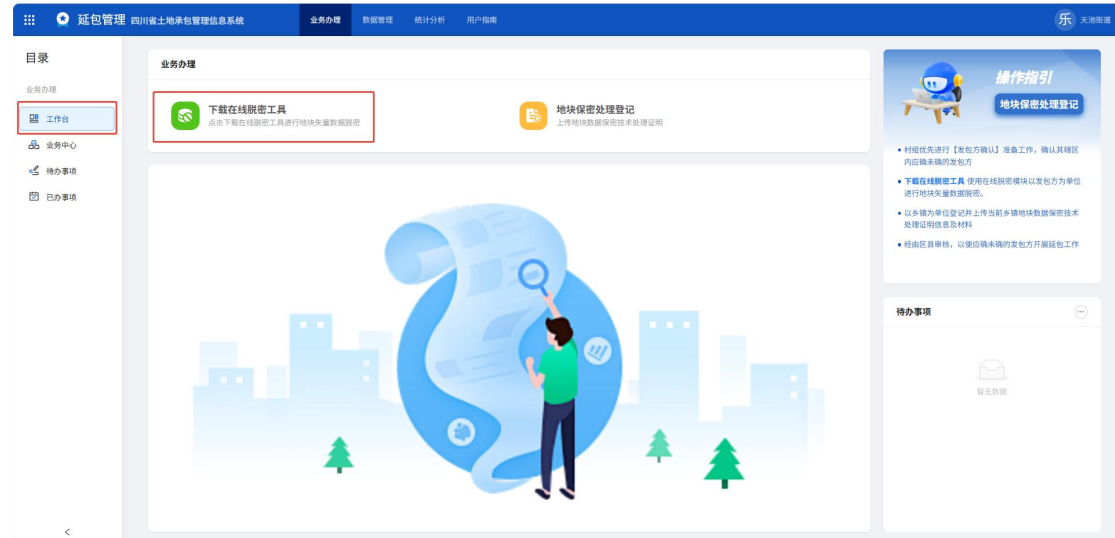 延包管理 四川省土地承包管理信息系统
业务办理 数据管理 统计分析 用户指南
乐 天池街道
目录
业务办理
工作台
业务中心
待办事项
已办事项
业务办理
下载在线脱密工具
点击下载在线脱密工具进行地块矢量数据脱密
地块保密处理登记
上传地块数据保密技术处理证明
操作指引
地块保密处理登记
村组优先进行【发包方确认】准备工作，确认其辖区
内应确未确的发包方
下载在线脱密工具 使用在线脱密模块以发包方为单位
进行地块矢量数据脱密。
以乡镇为单位登记并上传当前乡镇地块数据保密技术
处理证明信息及材料
经由区县审核，以便应确未确的发包方开展延包工作
待办事项
暂无数据